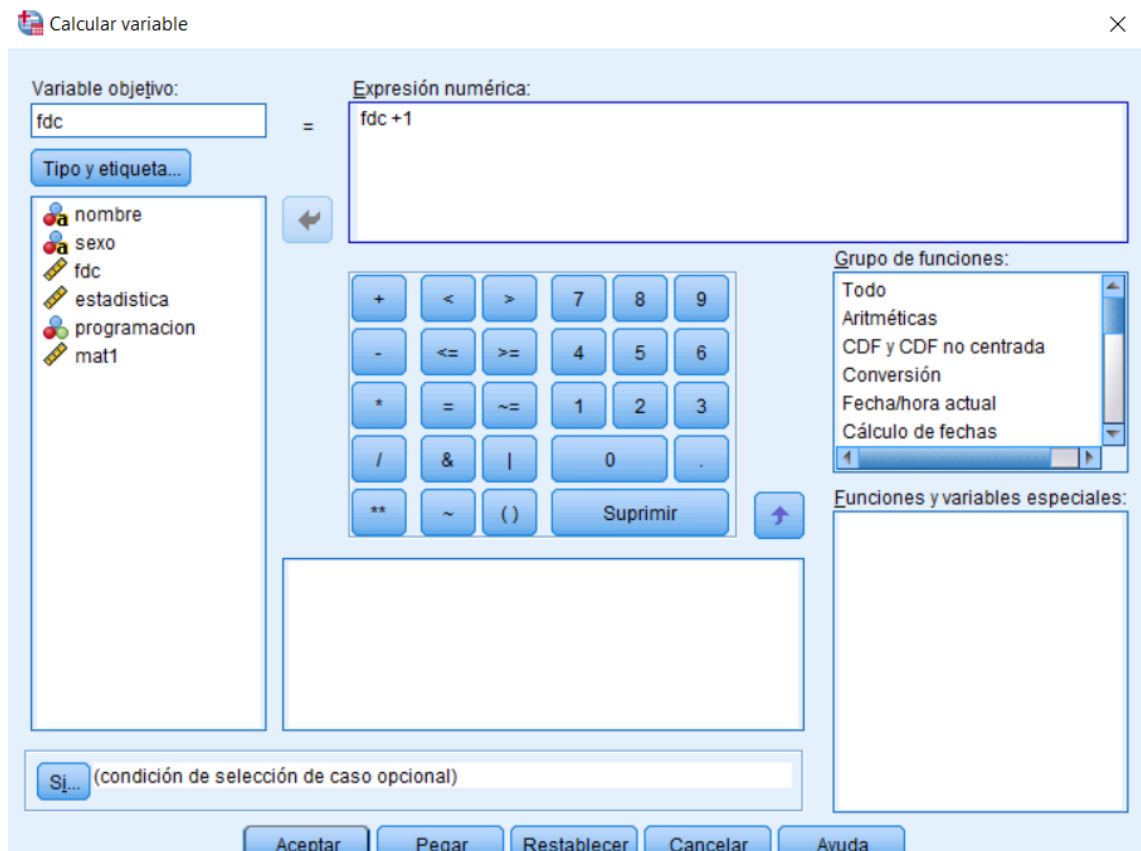 Calcular variable
Variable objetivo:
Expresión numérica:
fdc
=
fdc +1
Tipo y etiqueta...
nombre
sexo
fdc
estadistica
programacion
mat1
+ < > 7 8 9
- <= >= 4 5 6
* = ~= 1 2 3
/ & | 0 .
** ~ ( ) Suprimir
Grupo de funciones:
Todo
Aritméticas
CDF y CDF no centrada
Conversión
Fecha/hora actual
Cálculo de fechas
Funciones y variables especiales:
Si... (condición de selección de caso opcional)
Aceptar Pegar Restablecer Cancelar Ayuda